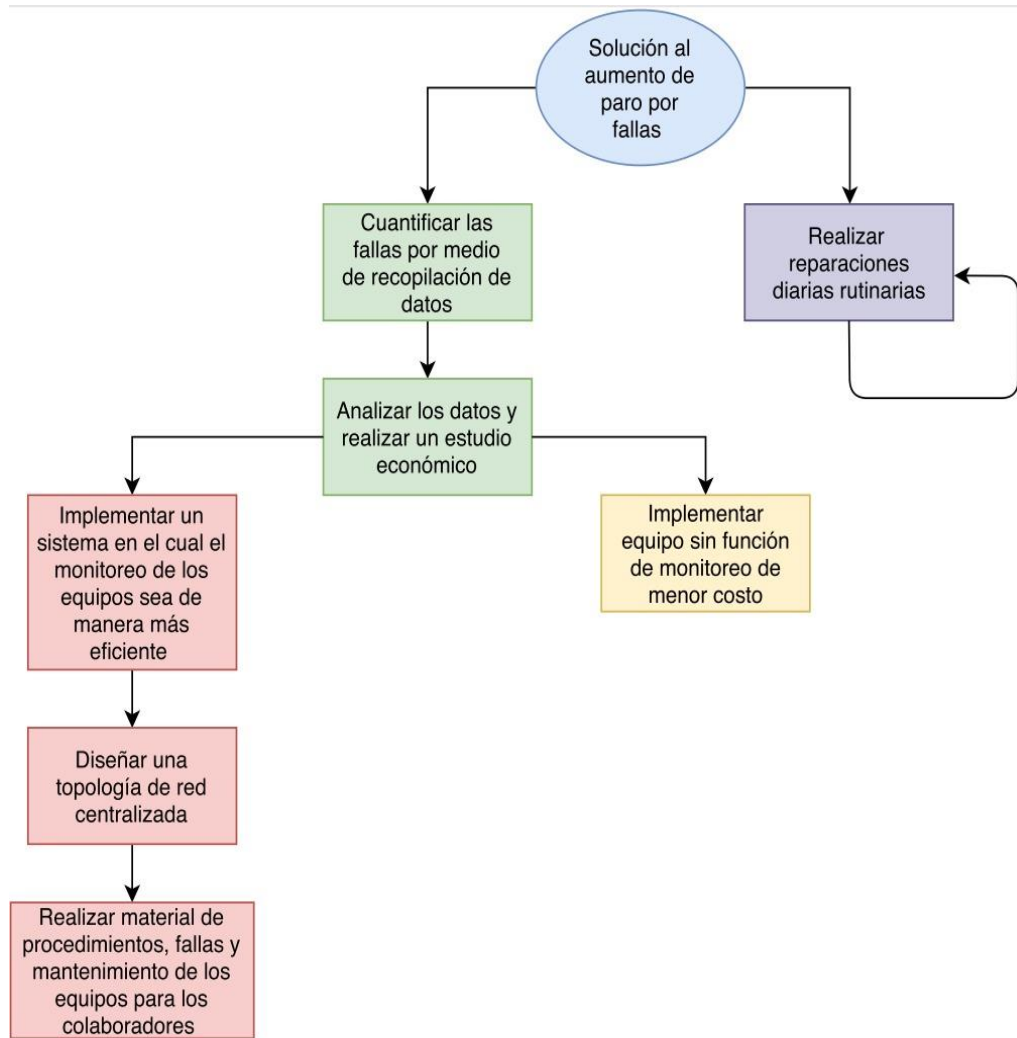 Solución al
aumento de
paro por
fallas
Cuantificar las
fallas por medio
de recopilación de
datos
Realizar
reparaciones
diarias rutinarias
Analizar los datos y
realizar un estudio
económico
Implementar un
sistema en el cual el
monitoreo de los
equipos sea de
manera más
eficiente
Implementar
equipo sin función
de monitoreo de
menor costo
Diseñar una
topología de red
centralizada
Realizar material de
procedimientos, fallas y
mantenimiento de los
equipos para los
colaboradores